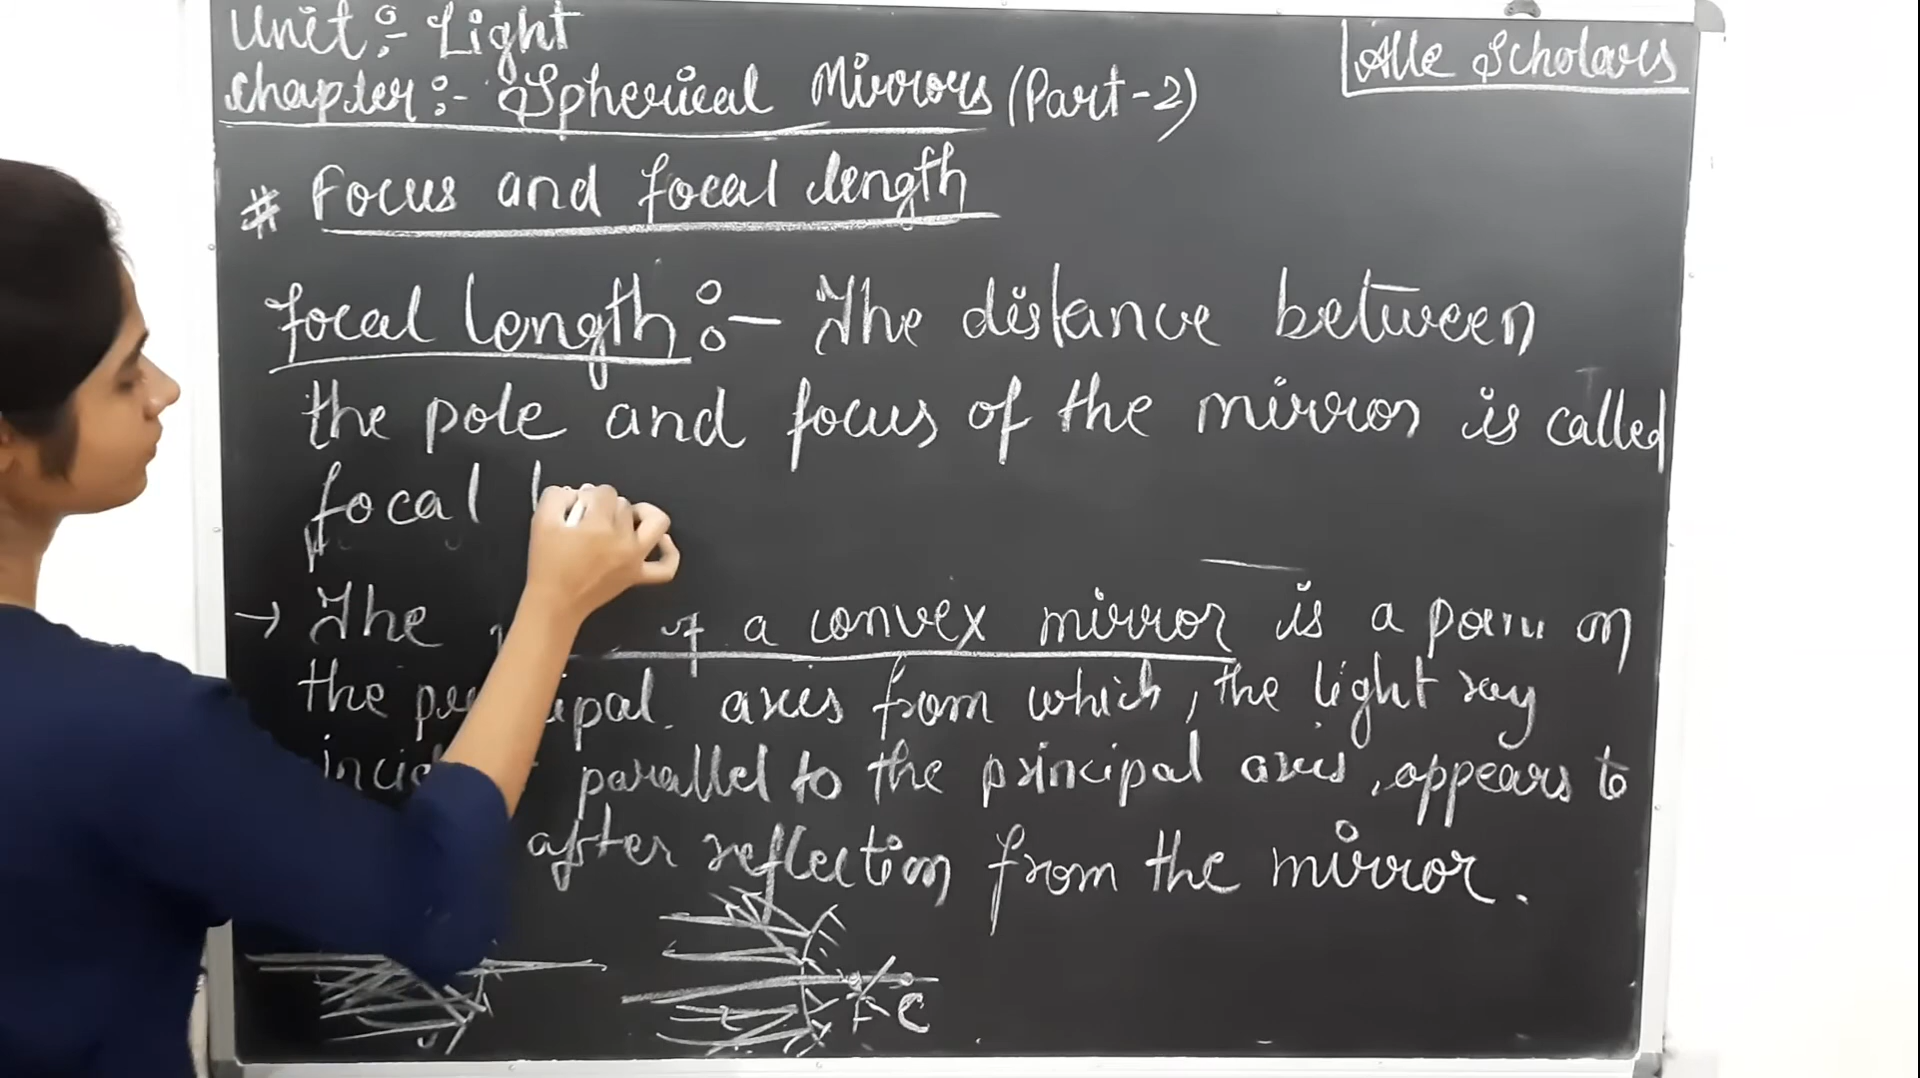 Unit :- Light
Alle Scholars
Chapter :- Spherical Mirrors (Part-2)
# Focus and focal length
focal length :- The distance between
the pole and focus of the mirror is called
focal
→ The of a convex mirror is a point on
the principal axis from which, the light ray
parallel to the principal axis, appears to
after reflection from the mirror.
F C